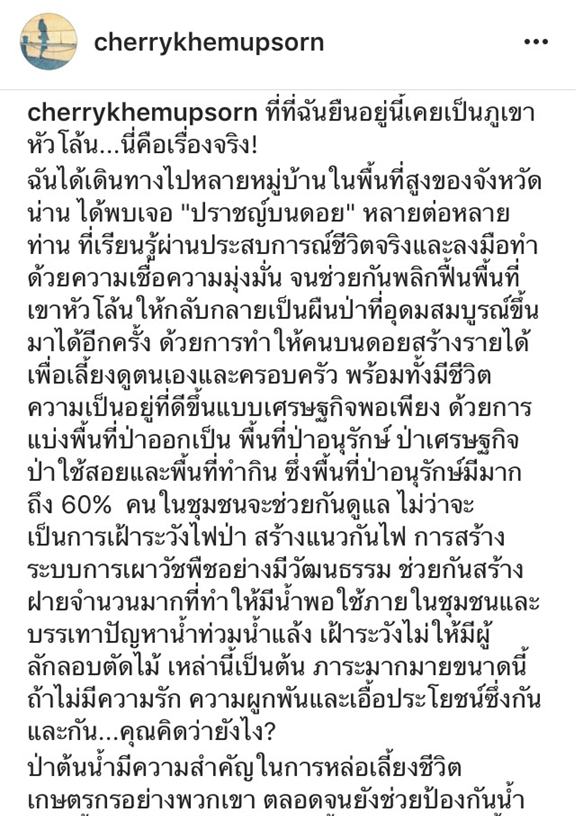 cherrykhemupsorn
cherrykhemupsorn ที่ที่ฉันยืนอยู่นี้เคยเป็นภูเขา
หัวโล้น...นี่คือเรื่องจริง!
ฉันได้เดินทางไปหลายหมู่บ้านในพื้นที่สูงของจังหวัด
น่าน ได้พบเจอ "ปราชญ์บนดอย" หลายต่อหลาย
ท่าน ที่เรียนรู้ผ่านประสบการณ์ชีวิตจริงและลงมือทำ
ด้วยความเชื่อความมุ่งมั่น จนช่วยกันพลิกฟื้นพื้นที่
เขาหัวโล้นให้กลับกลายเป็นผืนป่าที่อุดมสมบูรณ์ขึ้น
มาได้อีกครั้ง ด้วยการทำให้คนบนดอยสร้างรายได้
เพื่อเลี้ยงดูตนเองและครอบครัว พร้อมทั้งมีชีวิต
ความเป็นอยู่ที่ดีขึ้นแบบเศรษฐกิจพอเพียง ด้วยการ
แบ่งพื้นที่ป่าออกเป็น พื้นที่ป่าอนุรักษ์ ป่าเศรษฐกิจ
ป่าใช้สอยและพื้นที่ทำกิน ซึ่งพื้นที่ป่าอนุรักษ์มีมาก
ถึง 60% คนในชุมชนจะช่วยกันดูแล ไม่ว่าจะ
เป็นการเฝ้าระวังไฟป่า สร้างแนวกันไฟ การสร้าง
ระบบการเผาวัชพืชอย่างมีวัฒนธรรม ช่วยกันสร้าง
ฝายจำนวนมากที่ทำให้มีน้ำพอใช้ภายในชุมชนและ
บรรเทาปัญหาน้ำท่วมน้ำแล้ง เฝ้าระวังไม่ให้มีผู้
ลักลอบตัดไม้ เหล่านี้เป็นต้น ภาระมากมายขนาดนี้
ถ้าไม่มีความรัก ความผูกพันและเอื้อประโยชน์ซึ่งกัน
และกัน...คุณคิดว่ายังไง?
ป่าต้นน้ำมีความสำคัญในการหล่อเลี้ยงชีวิต
เกษตรกรอย่างพวกเขา ตลอดจนยังช่วยป้องกันน้ำ